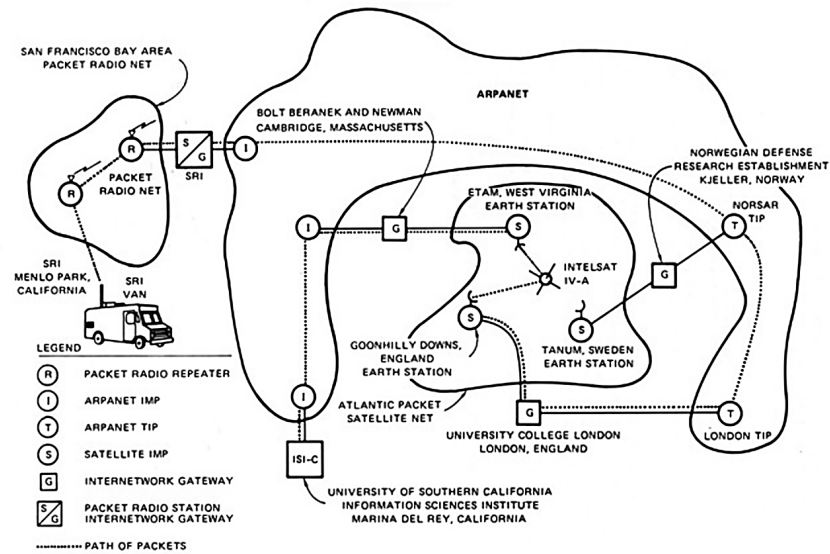 SAN FRANCISCO BAY AREA
PACKET RADIO NET
ARPANET
BOLT BERANEK AND NEWMAN
CAMBRIDGE, MASSACHUSETTS
R
S
G
I
SRI
NORWEGIAN DEFENSE
RESEARCH ESTABLISHMENT
KJELLER, NORWAY
PACKET
RADIO NET
R
ETAM, WEST VIRGINIA
EARTH STATION
NORSAR
TIP
I
G
S
T
SRI
MENLO PARK,
CALIFORNIA
SRI
VAN
INTELSAT
IV-A
G
S
S
GOONHILLY DOWNS,
ENGLAND
EARTH STATION
TANUM, SWEDEN
EARTH STATION
ATLANTIC PACKET
SATELLITE NET
I
G
T
UNIVERSITY COLLEGE LONDON
LONDON, ENGLAND
LONDON TIP
ISI-C
UNIVERSITY OF SOUTHERN CALIFORNIA
INFORMATION SCIENCES INSTITUTE
MARINA DEL REY, CALIFORNIA
LEGEND
R PACKET RADIO REPEATER
I ARPANET IMP
T ARPANET TIP
S SATELLITE IMP
G INTERNETWORK GATEWAY
S PACKET RADIO STATION
G INTERNETWORK GATEWAY
PATH OF PACKETS